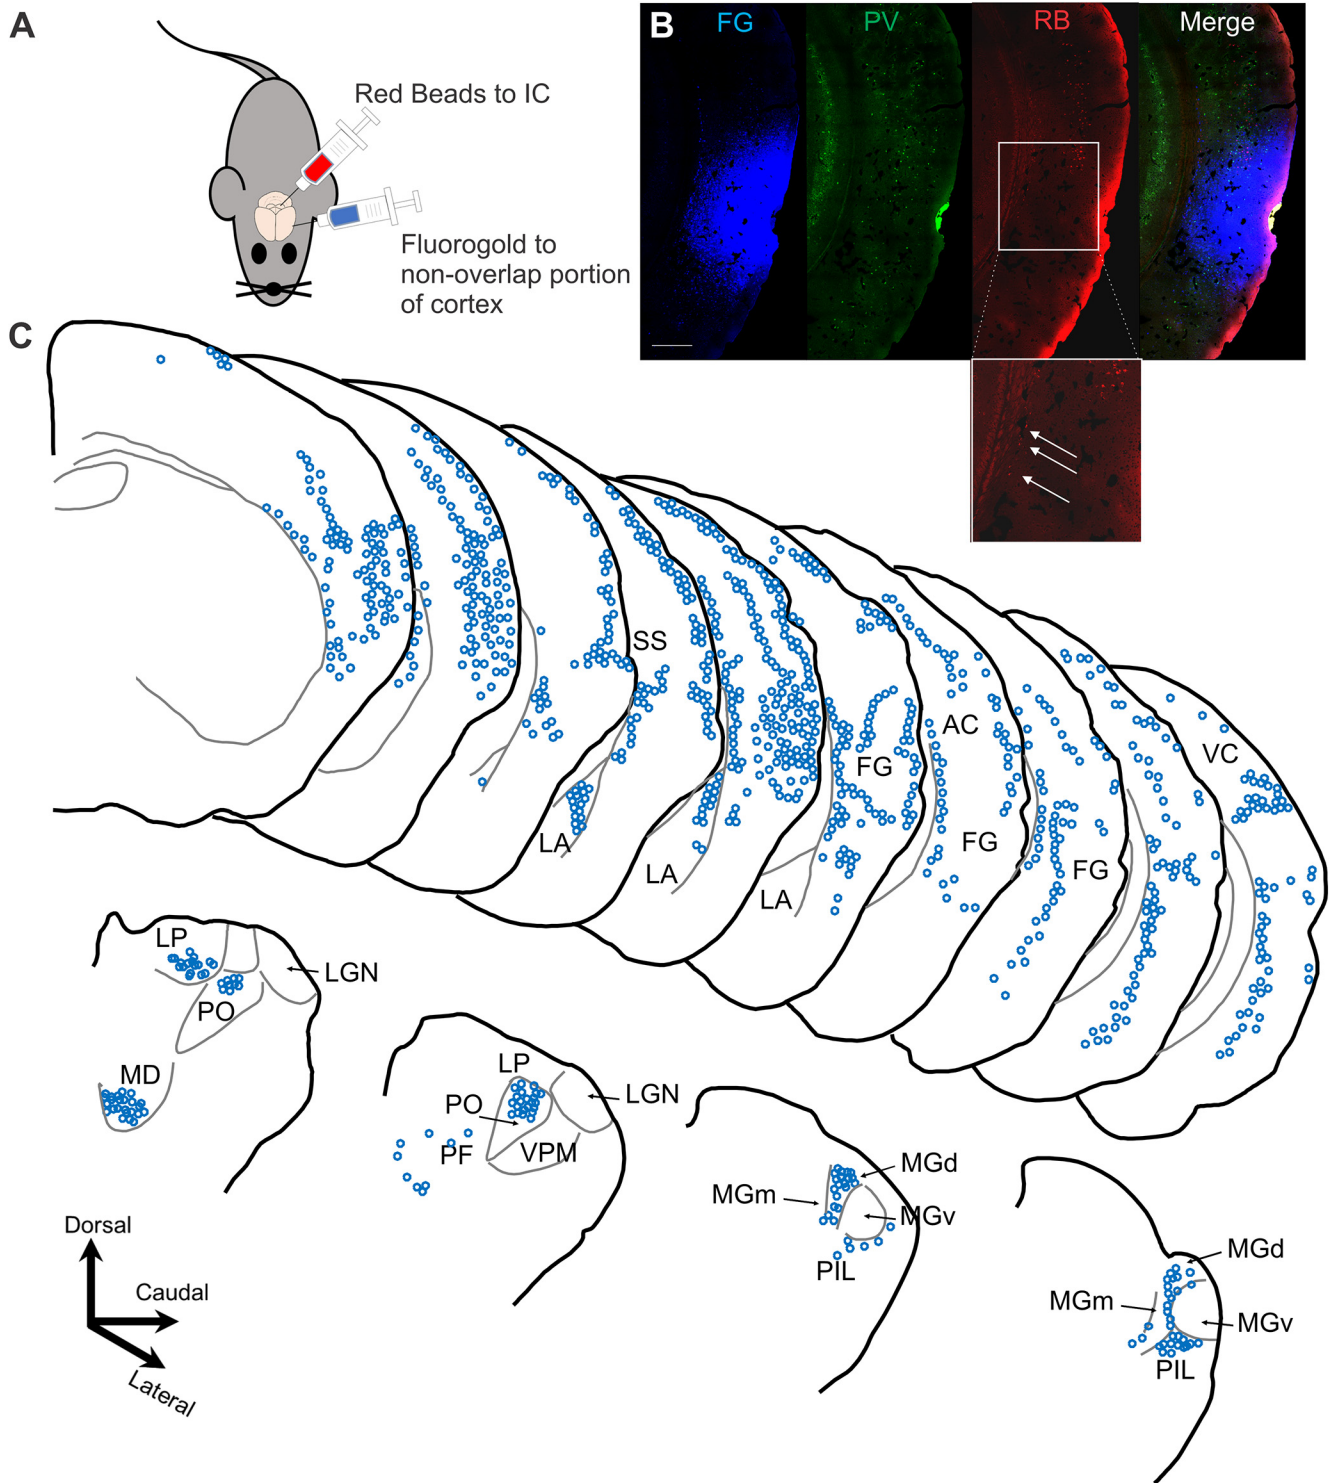 A
Red Beads to IC
Fluorogold to
non-overlap portion
of cortex
B
FG
PV
RB
Merge
C
SS
AC
VC
FG
FG
FG
LA
LA
LA
LP
LGN
PO
MD
LP
LGN
PO
PF
VPM
MGd
MGm
MGv
PIL
MGd
MGm
MGv
PIL
Dorsal
Caudal
Lateral